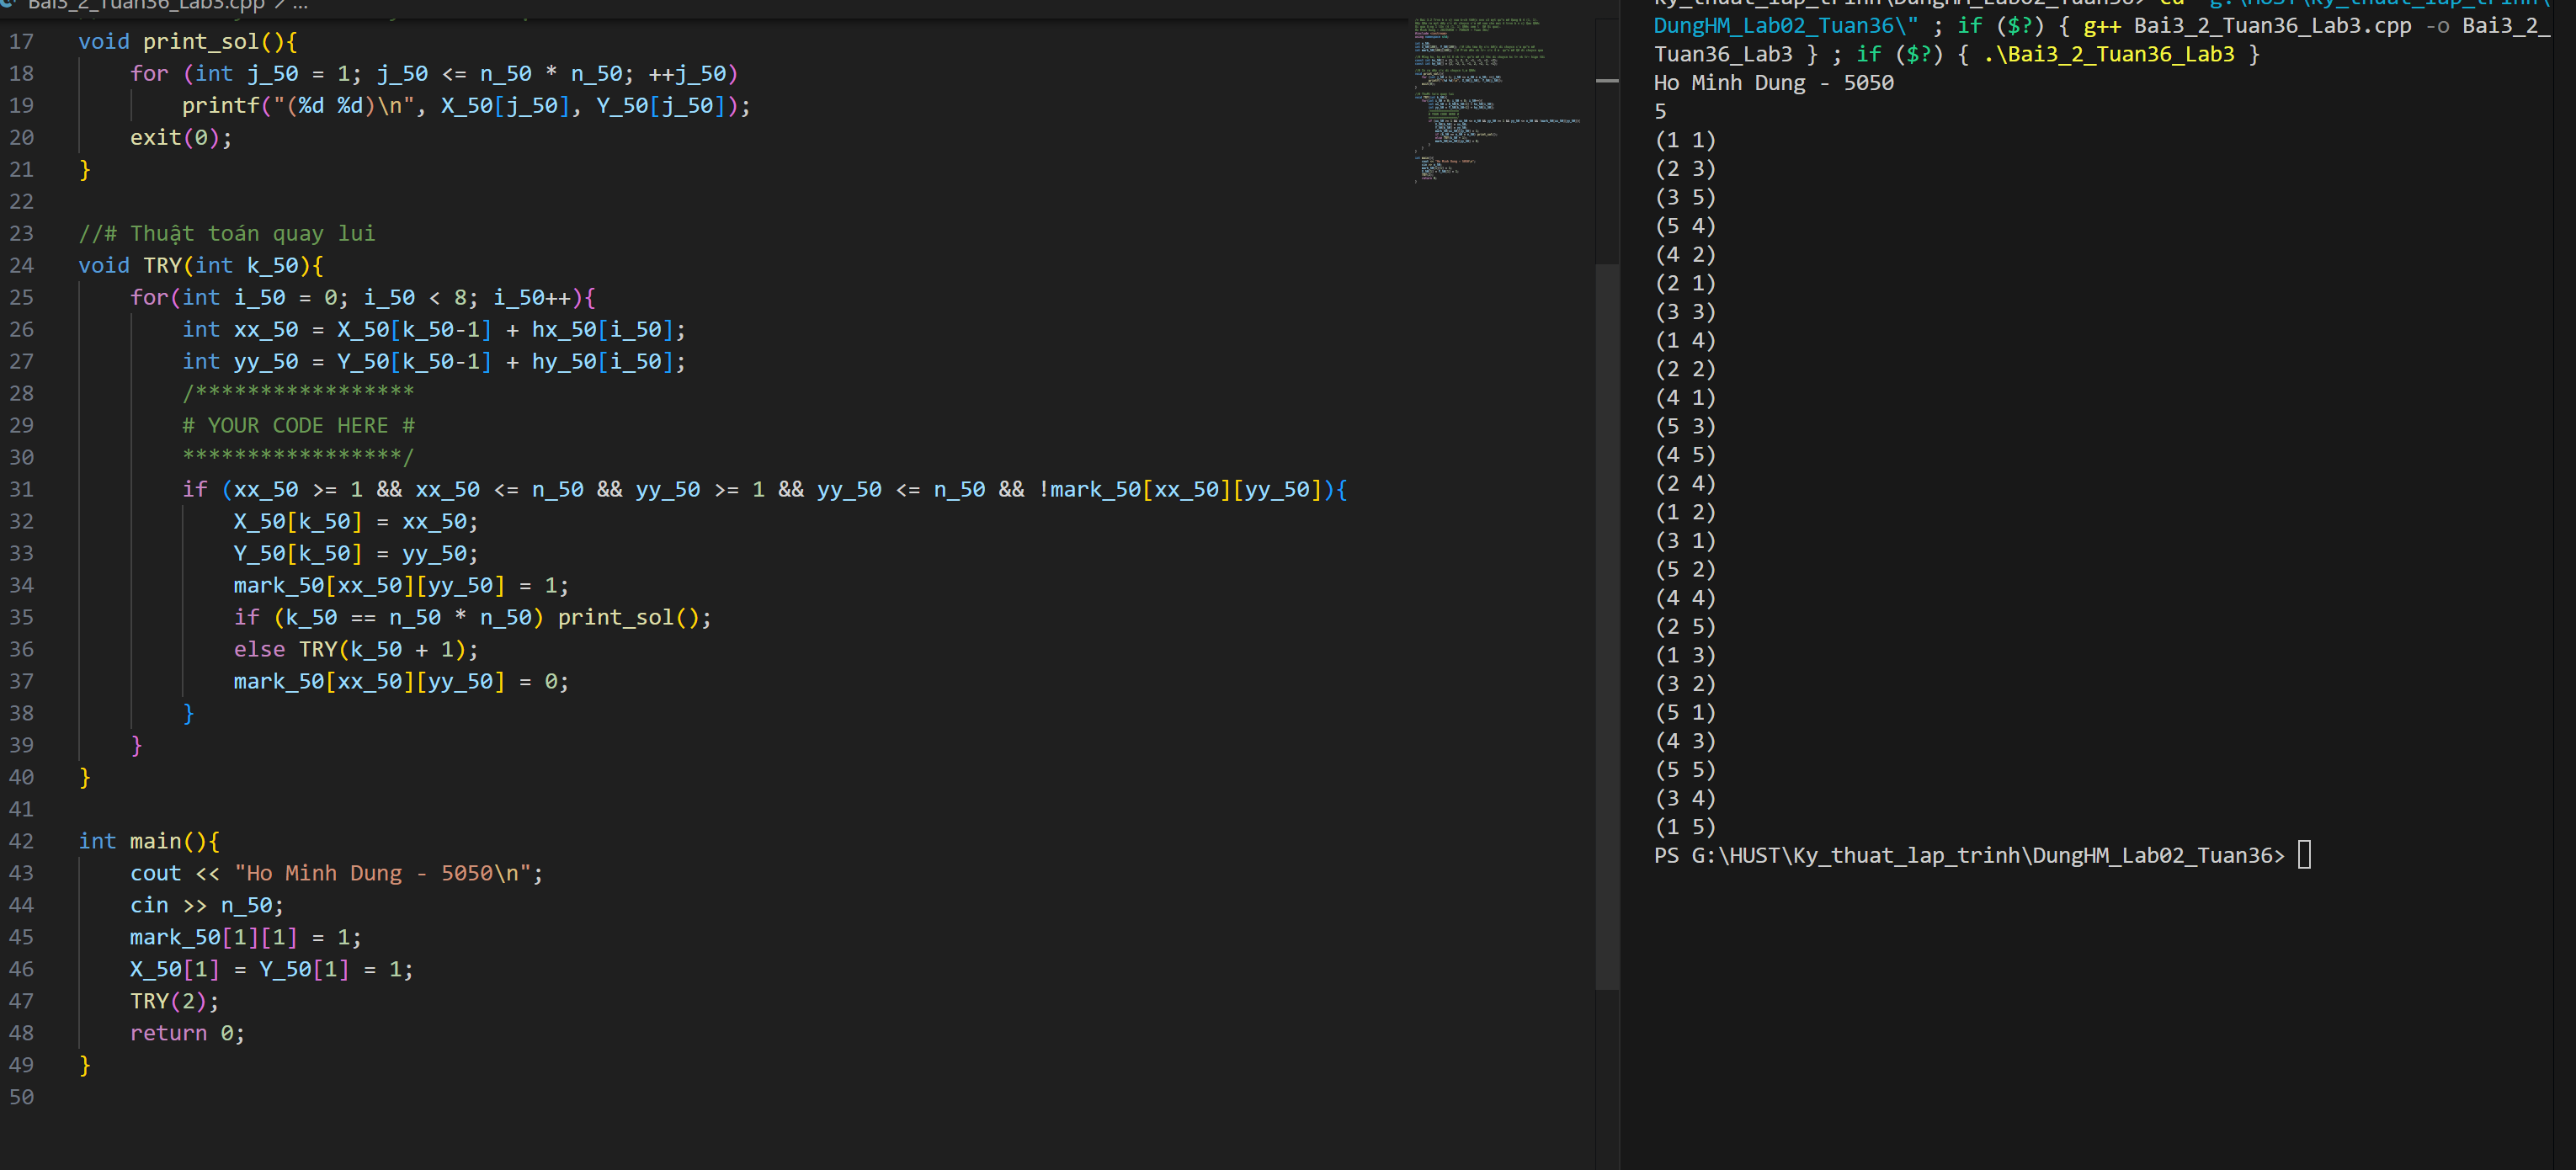 Bai3_2_Tuan36_Lab3.cpp > ...
17 void print_sol(){
18 for (int j_50 = 1; j_50 <= n_50 * n_50; ++j_50)
19 printf("(%d %d)\n", X_50[j_50], Y_50[j_50]);
20 exit(0);
21 }
22
23 //# Thuật toán quay lui
24 void TRY(int k_50){
25 for(int i_50 = 0; i_50 < 8; i_50++){
26 int xx_50 = X_50[k_50-1] + hx_50[i_50];
27 int yy_50 = Y_50[k_50-1] + hy_50[i_50];
28 /*****************
29 # YOUR CODE HERE #
30 *****************/
31 if (xx_50 >= 1 && xx_50 <= n_50 && yy_50 >= 1 && yy_50 <= n_50 && !mark_50[xx_50][yy_50]){
32 X_50[k_50] = xx_50;
33 Y_50[k_50] = yy_50;
34 mark_50[xx_50][yy_50] = 1;
35 if (k_50 == n_50 * n_50) print_sol();
36 else TRY(k_50 + 1);
37 mark_50[xx_50][yy_50] = 0;
38 }
39 }
40 }
41
42 int main(){
43 cout << "Ho Minh Dung - 5050\n";
44 cin >> n_50;
45 mark_50[1][1] = 1;
46 X_50[1] = Y_50[1] = 1;
47 TRY(2);
48 return 0;
49 }
50
Ky_thuat_lap_trinh\DungHM_Lab02_Tuan36> cd "g:\HUST\Ky_thuat_lap_trinh\
DungHM_Lab02_Tuan36\" ; if ($?) { g++ Bai3_2_Tuan36_Lab3.cpp -o Bai3_2_
Tuan36_Lab3 } ; if ($?) { .\Bai3_2_Tuan36_Lab3 }
Ho Minh Dung - 5050
5
(1 1)
(2 3)
(3 5)
(5 4)
(4 2)
(2 1)
(3 3)
(1 4)
(2 2)
(4 1)
(5 3)
(4 5)
(2 4)
(1 2)
(3 1)
(5 2)
(4 4)
(2 5)
(1 3)
(3 2)
(5 1)
(4 3)
(5 5)
(3 4)
(1 5)
PS G:\HUST\Ky_thuat_lap_trinh\DungHM_Lab02_Tuan36>